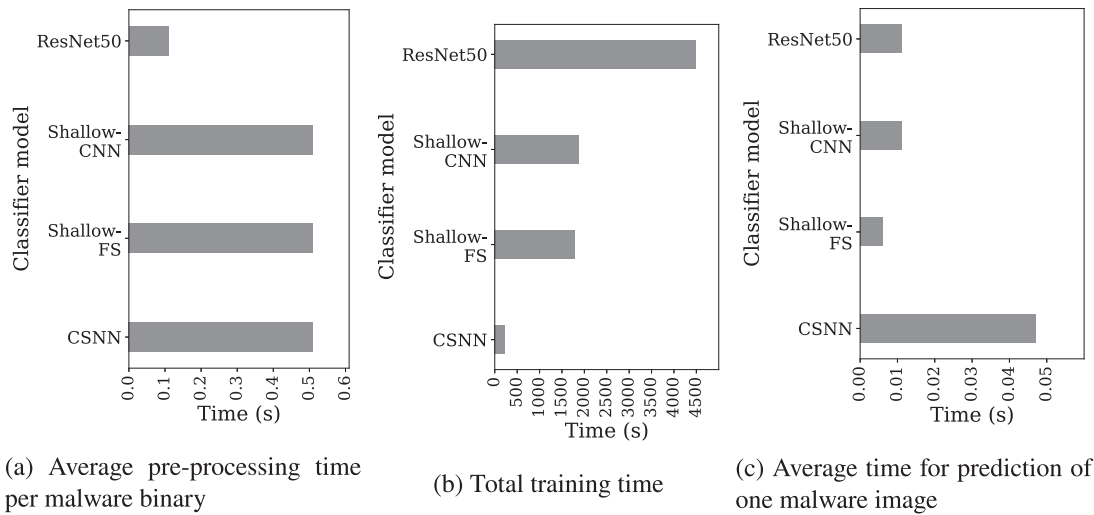 Classifier model
ResNet50
Shallow-
CNN
Shallow-
FS
CSNN
0.0
0.1
0.2
0.3
0.4
0.5
0.6
Time (s)
(a) Average pre-processing time
per malware binary
Classifier model
ResNet50
Shallow-
CNN
Shallow-
FS
CSNN
0
500
1000
1500
2000
2500
3000
3500
4000
4500
Time (s)
(b) Total training time
Classifier model
ResNet50
Shallow-
CNN
Shallow-
FS
CSNN
0.00
0.01
0.02
0.03
0.04
0.05
Time (s)
(c) Average time for prediction of
one malware image